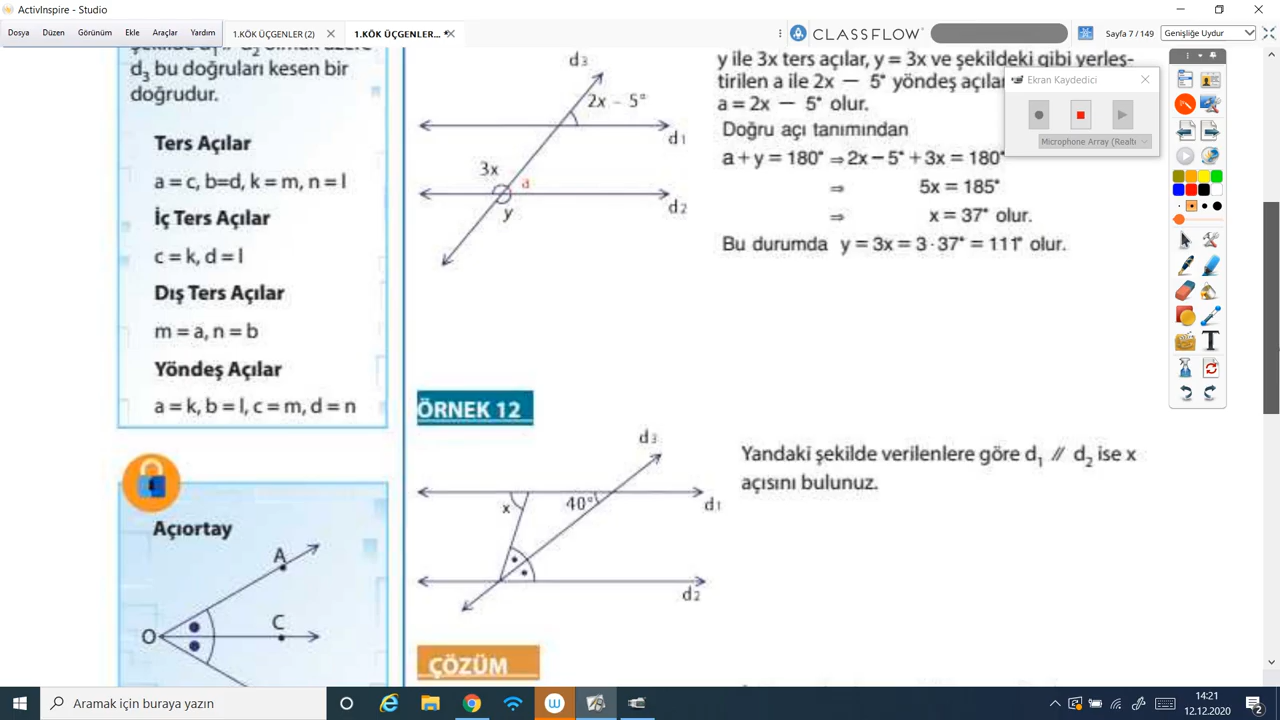 ActivInspire - Studio
Dosya Düzen Görünüm Ekle Araçlar Yardım
1.KÖK ÜÇGENLER (2)
1.KÖK ÜÇGENLER...
CLASSFLOW
Sayfa 7 / 149
Genişliğe Uydur
d₃ bu doğruları kesen bir
doğrudur.
Ters Açılar
a = c, b=d, k = m, n = l
İç Ters Açılar
c = k, d = l
Dış Ters Açılar
m = a, n = b
Yöndeş Açılar
a = k, b = l, c = m, d = n
Açıortay
A
O
C
d₃
2x – 5°
d₁
3x
a
y
d₂
y ile 3x ters açılar, y = 3x ve şekildeki gibi yerleş-
tirilen a ile 2x – 5° yöndeş açılar
a = 2x – 5° olur.
Doğru açı tanımından
a + y = 180° ⇒ 2x – 5° + 3x = 180°
⇒ 5x = 185°
⇒ x = 37° olur.
Bu durumda y = 3x = 3 · 37° = 111° olur.
Ekran Kaydedici
Microphone Array (Realt
ÖRNEK 12
d₃
x
40°
d₁
d₂
Yandaki şekilde verilenlere göre d₁ // d₂ ise x
açısını bulunuz.
ÇÖZÜM
Aramak için buraya yazın
14:21
12.12.2020
2